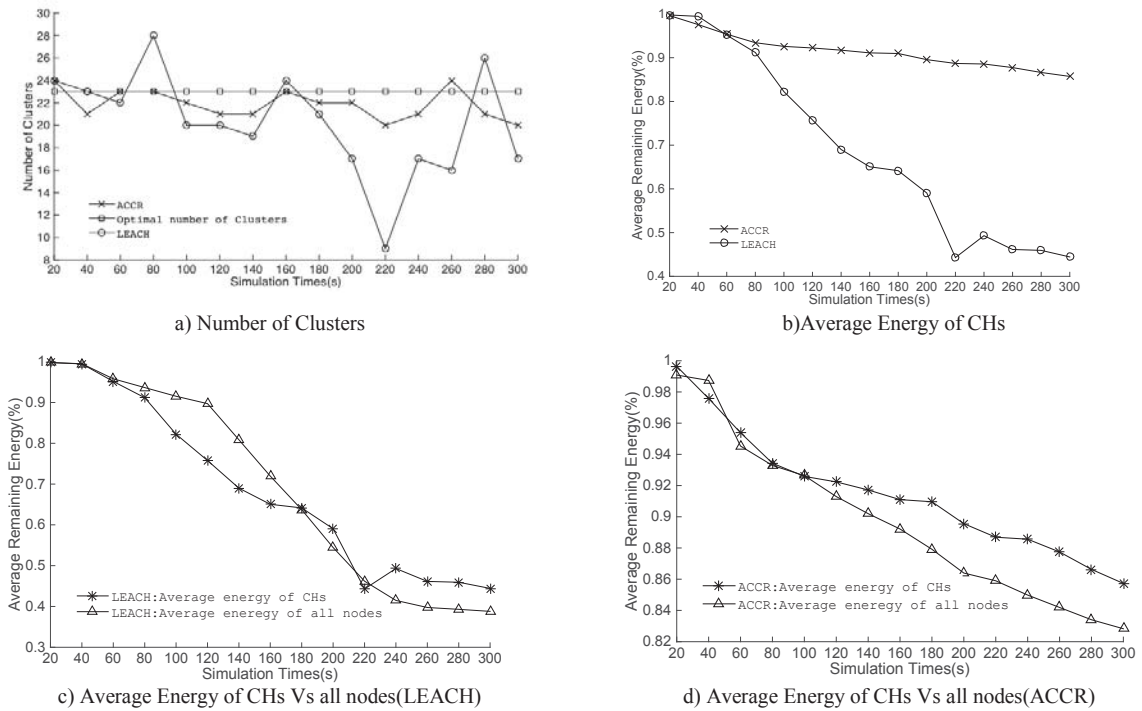 30
28
26
24
22
20
18
16
14
12
10
8
Number of Clusters
ACCR
Optimal number of Clusters
LEACH
20 40 60 80 100 120 140 160 180 200 220 240 260 280 300
Simulation Times(s)
a) Number of Clusters
1
0.9
0.8
0.7
0.6
0.5
0.4
Average Remaining Energy(%)
ACCR
LEACH
20 40 60 80 100 120 140 160 180 200 220 240 260 280 300
Simulation Times(s)
b)Average Energy of CHs
1
0.9
0.8
0.7
0.6
0.5
0.4
0.3
Average Remaining Energy(%)
LEACH:Average energy of CHs
LEACH:Average eneregy of all nodes
20 40 60 80 100 120 140 160 180 200 220 240 260 280 300
Simulation Times(s)
c) Average Energy of CHs Vs all nodes(LEACH)
1
0.98
0.96
0.94
0.92
0.9
0.88
0.86
0.84
0.82
Average Remaining Energy(%)
ACCR:Average energy of CHs
ACCR:Average eneregy of all nodes
20 40 60 80 100 120 140 160 180 200 220 240 260 280 300
Simulation Times(s)
d) Average Energy of CHs Vs all nodes(ACCR)